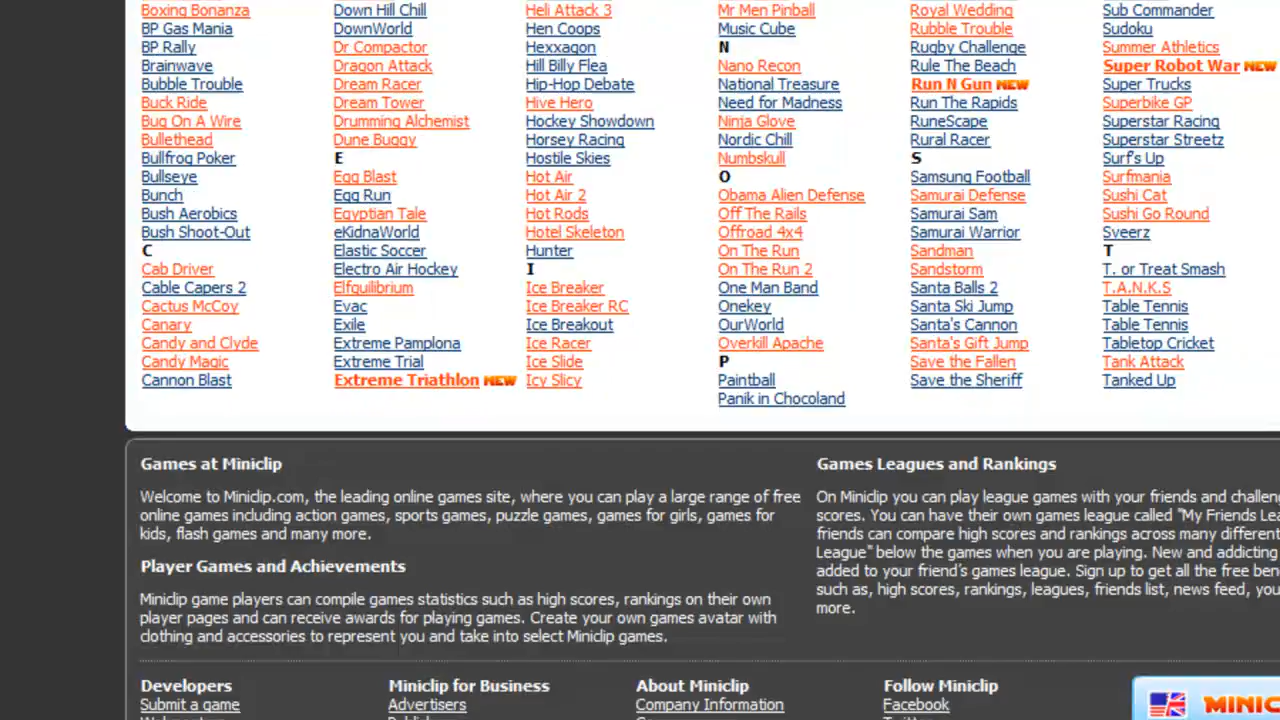 Boxing Bonanza
BP Gas Mania
BP Rally
Brainwave
Bubble Trouble
Buck Ride
Bug On A Wire
Bullethead
Bullfrog Poker
Bullseye
Bunch
Bush Aerobics
Bush Shoot-Out
C
Cab Driver
Cable Capers 2
Cactus McCoy
Canary
Candy and Clyde
Candy Magic
Cannon Blast
Down Hill Chill
DownWorld
Dr Compactor
Dragon Attack
Dream Racer
Dream Tower
Drumming Alchemist
Dune Buggy
E
Egg Blast
Egg Run
Egyptian Tale
eKidnaWorld
Elastic Soccer
Electro Air Hockey
Elfquilibrium
Evac
Exile
Extreme Pamplona
Extreme Trial
Extreme Triathlon NEW
Heli Attack 3
Hen Coops
Hexxagon
Hill Billy Flea
Hip-Hop Debate
Hive Hero
Hockey Showdown
Horsey Racing
Hostile Skies
Hot Air
Hot Air 2
Hot Rods
Hotel Skeleton
Hunter
I
Ice Breaker
Ice Breaker RC
Ice Breakout
Ice Racer
Ice Slide
Icy Slicy
Mr Men Pinball
Music Cube
N
Nano Recon
National Treasure
Need for Madness
Ninja Glove
Nordic Chill
Numbskull
O
Obama Alien Defense
Off The Rails
Offroad 4x4
On The Run
On The Run 2
One Man Band
Onekey
OurWorld
Overkill Apache
P
Paintball
Panik in Chocoland
Royal Wedding
Rubble Trouble
Rugby Challenge
Rule The Beach
Run N Gun NEW
Run The Rapids
RuneScape
Rural Racer
S
Samsung Football
Samurai Defense
Samurai Sam
Samurai Warrior
Sandman
Sandstorm
Santa Balls 2
Santa Ski Jump
Santa's Cannon
Santa's Gift Jump
Save the Fallen
Save the Sheriff
Sub Commander
Sudoku
Summer Athletics
Super Robot War NEW
Super Trucks
Superbike GP
Superstar Racing
Superstar Streetz
Surf's Up
Surfmania
Sushi Cat
Sushi Go Round
Sveerz
T
T. or Treat Smash
T.A.N.K.S
Table Tennis
Table Tennis
Tabletop Cricket
Tank Attack
Tanked Up
Games at Miniclip
Welcome to Miniclip.com, the leading online games site, where you can play a large range of free
online games including action games, sports games, puzzle games, games for girls, games for
kids, flash games and many more.
Player Games and Achievements
Miniclip game players can compile games statistics such as high scores, rankings on their own
player pages and can receive awards for playing games. Create your own games avatar with
clothing and accessories to represent you and take into select Miniclip games.
Games Leagues and Rankings
On Miniclip you can play league games with your friends and challen
scores. You can have their own games league called "My Friends Le
friends can compare high scores and rankings across many different
League" below the games when you are playing. New and addicting
added to your friend's games league. Sign up to get all the free ben
such as, high scores, rankings, leagues, friends list, news feed, you
more.
Developers
Submit a game
Miniclip for Business
Advertisers
About Miniclip
Company Information
Follow Miniclip
Facebook
MINIC